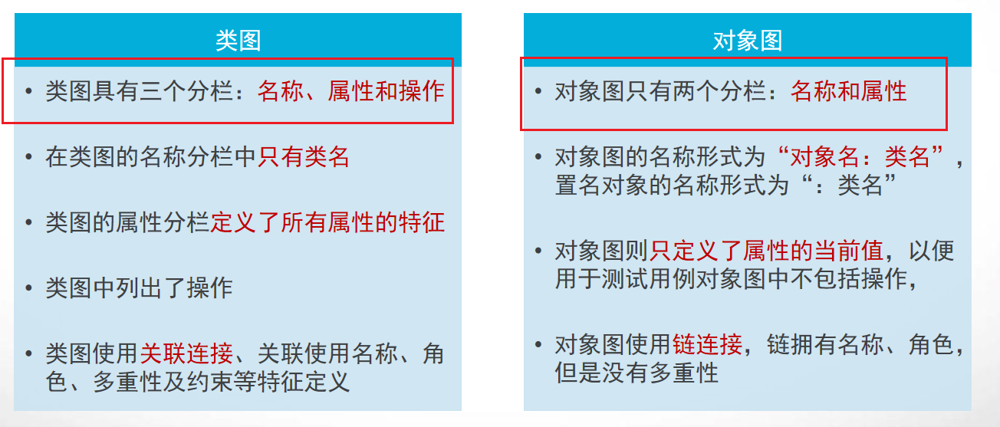 类图
• 类图具有三个分栏：名称、属性和操作
• 在类图的名称分栏中只有类名
• 类图的属性分栏定义了所有属性的特征
• 类图中列出了操作
• 类图使用关联连接、关联使用名称、角
色、多重性及约束等特征定义
对象图
• 对象图只有两个分栏：名称和属性
• 对象图的名称形式为“对象名：类名”，
置名对象的名称形式为“：类名”
• 对象图则只定义了属性的当前值，以便
用于测试用例对象图中不包括操作，
• 对象图使用链连接，链拥有名称、角色，
但是没有多重性